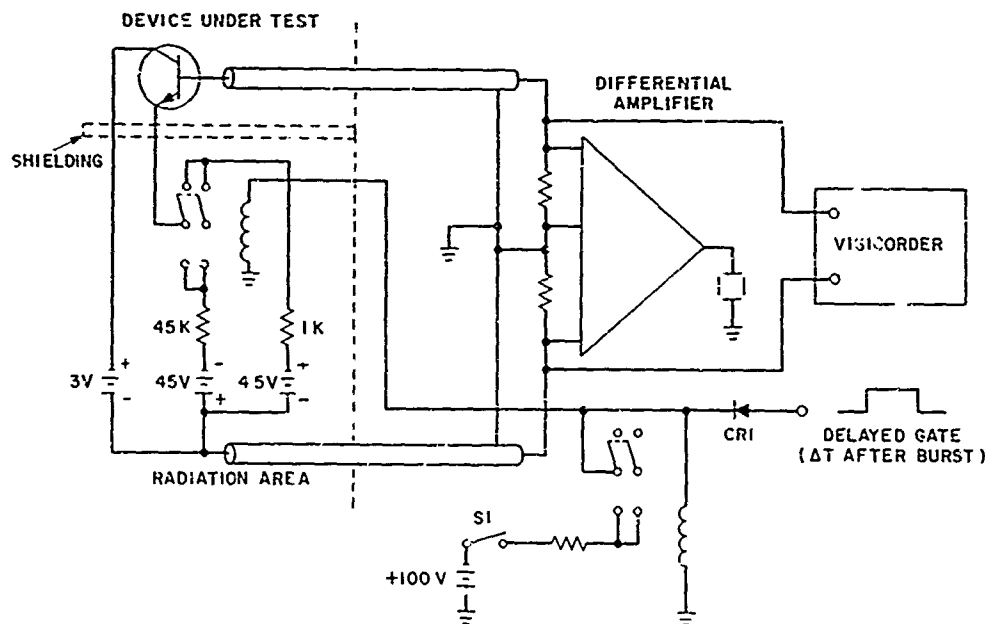 DEVICE UNDER TEST
DIFFERENTIAL
AMPLIFIER
SHIELDING
VISICORDER
45K
1K
+
-
+
3V
45V
4 5V
-
+
-
CR1
DELAYED GATE
(ΔT AFTER BURST)
RADIATION AREA
S1
+100 V